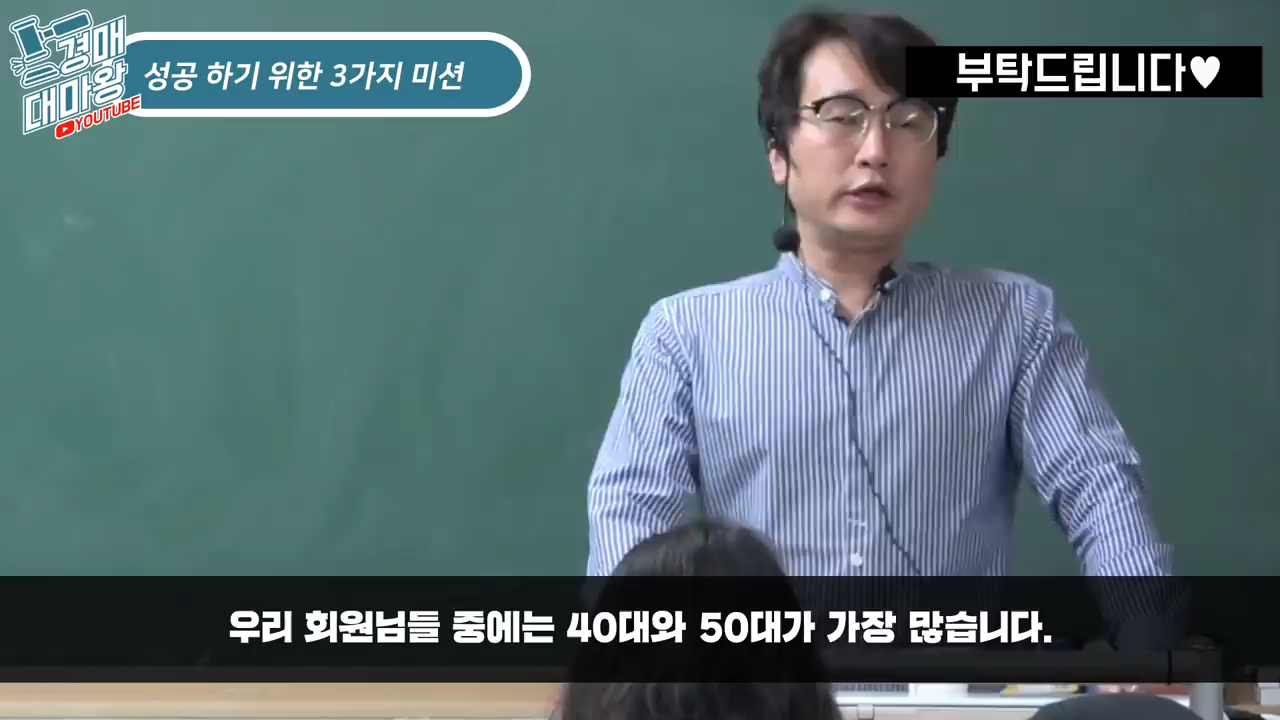 경매
대마왕
YOUTUBE
성공 하기 위한 3가지 미션
부탁드립니다♥
우리 회원님들 중에는 40대와 50대가 가장 많습니다.